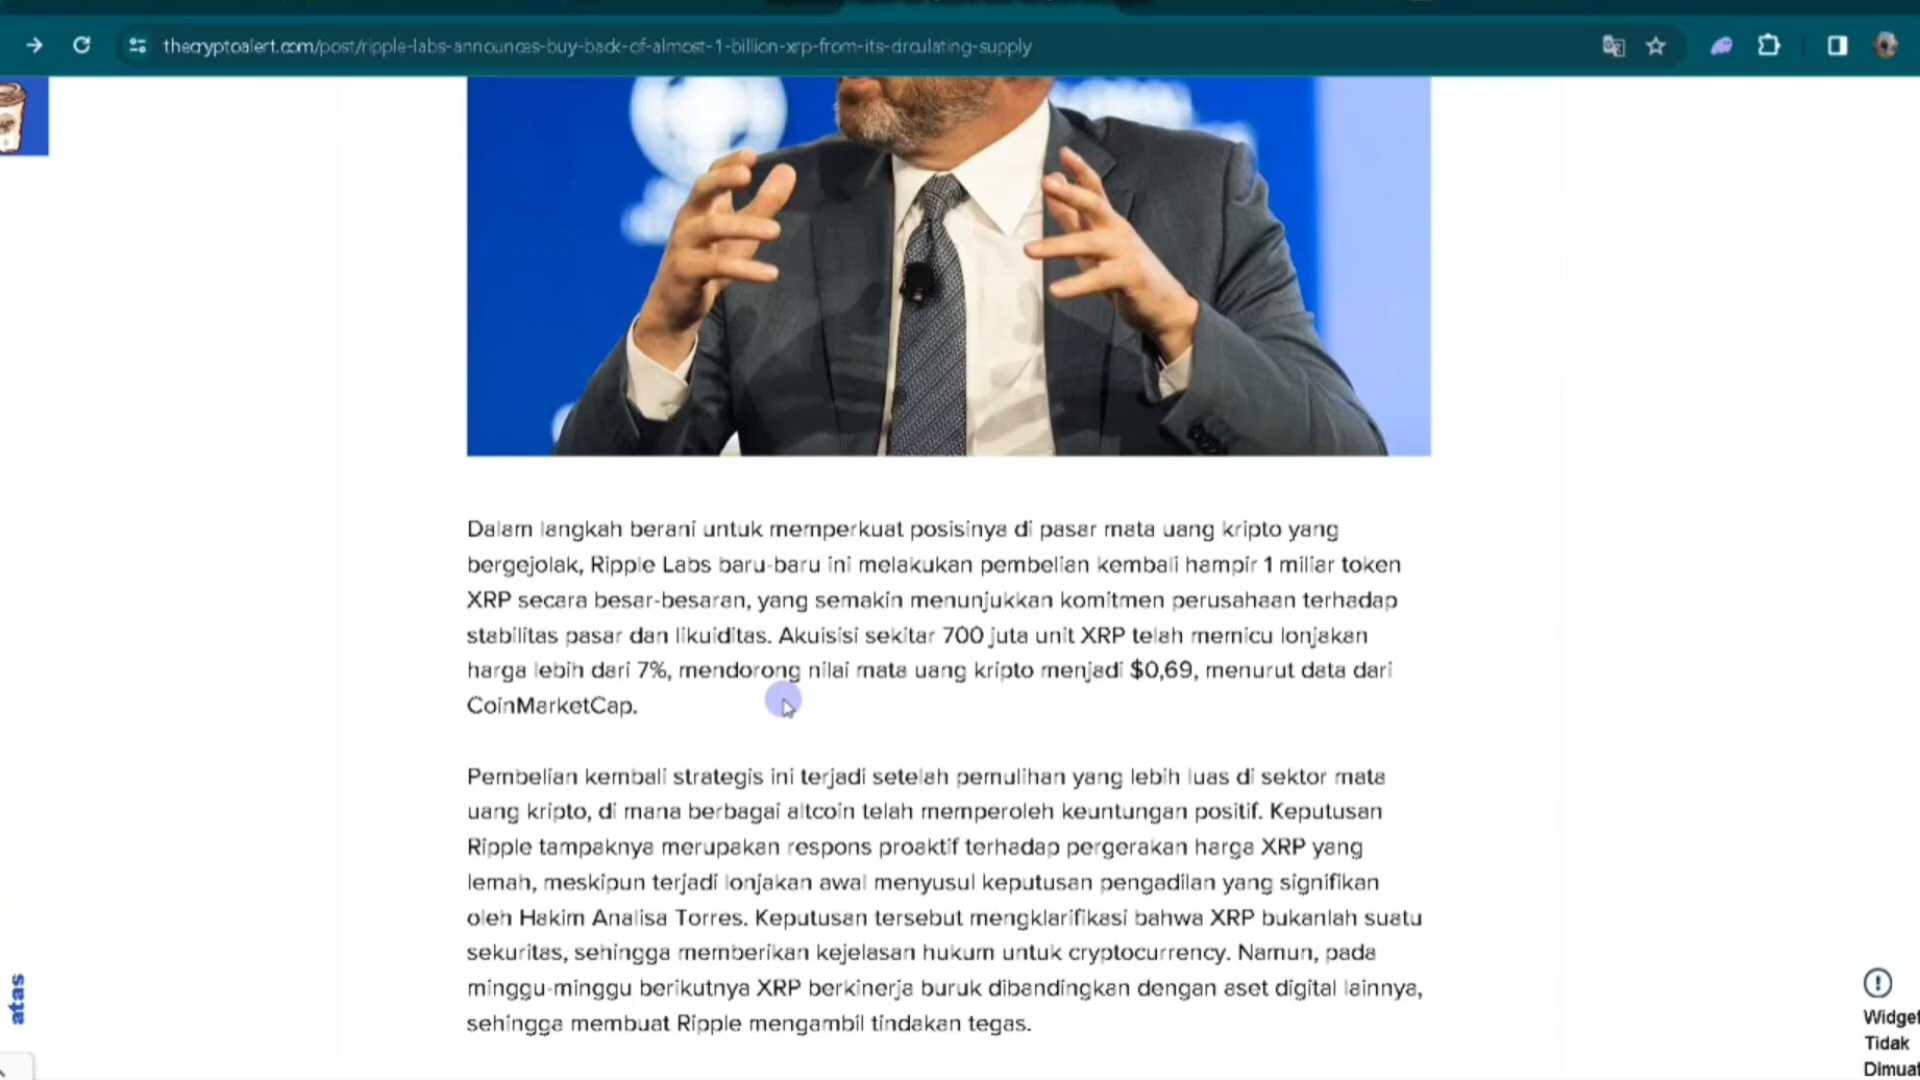 thecryptoalert.com/post/ripple-labs-announces-buy-back-of-almost-1-billion-xrp-from-its-circulating-supply
Dalam langkah berani untuk memperkuat posisinya di pasar mata uang kripto yang
bergejolak, Ripple Labs baru-baru ini melakukan pembelian kembali hampir 1 miliar token
XRP secara besar-besaran, yang semakin menunjukkan komitmen perusahaan terhadap
stabilitas pasar dan likuiditas. Akuisisi sekitar 700 juta unit XRP telah memicu lonjakan
harga lebih dari 7%, mendorong nilai mata uang kripto menjadi $0,69, menurut data dari
CoinMarketCap.
Pembelian kembali strategis ini terjadi setelah pemulihan yang lebih luas di sektor mata
uang kripto, di mana berbagai altcoin telah memperoleh keuntungan positif. Keputusan
Ripple tampaknya merupakan respons proaktif terhadap pergerakan harga XRP yang
lemah, meskipun terjadi lonjakan awal menyusul keputusan pengadilan yang signifikan
oleh Hakim Analisa Torres. Keputusan tersebut mengklarifikasi bahwa XRP bukanlah suatu
sekuritas, sehingga memberikan kejelasan hukum untuk cryptocurrency. Namun, pada
minggu-minggu berikutnya XRP berkinerja buruk dibandingkan dengan aset digital lainnya,
sehingga membuat Ripple mengambil tindakan tegas.
atas
Widget
Tidak
Dimuat